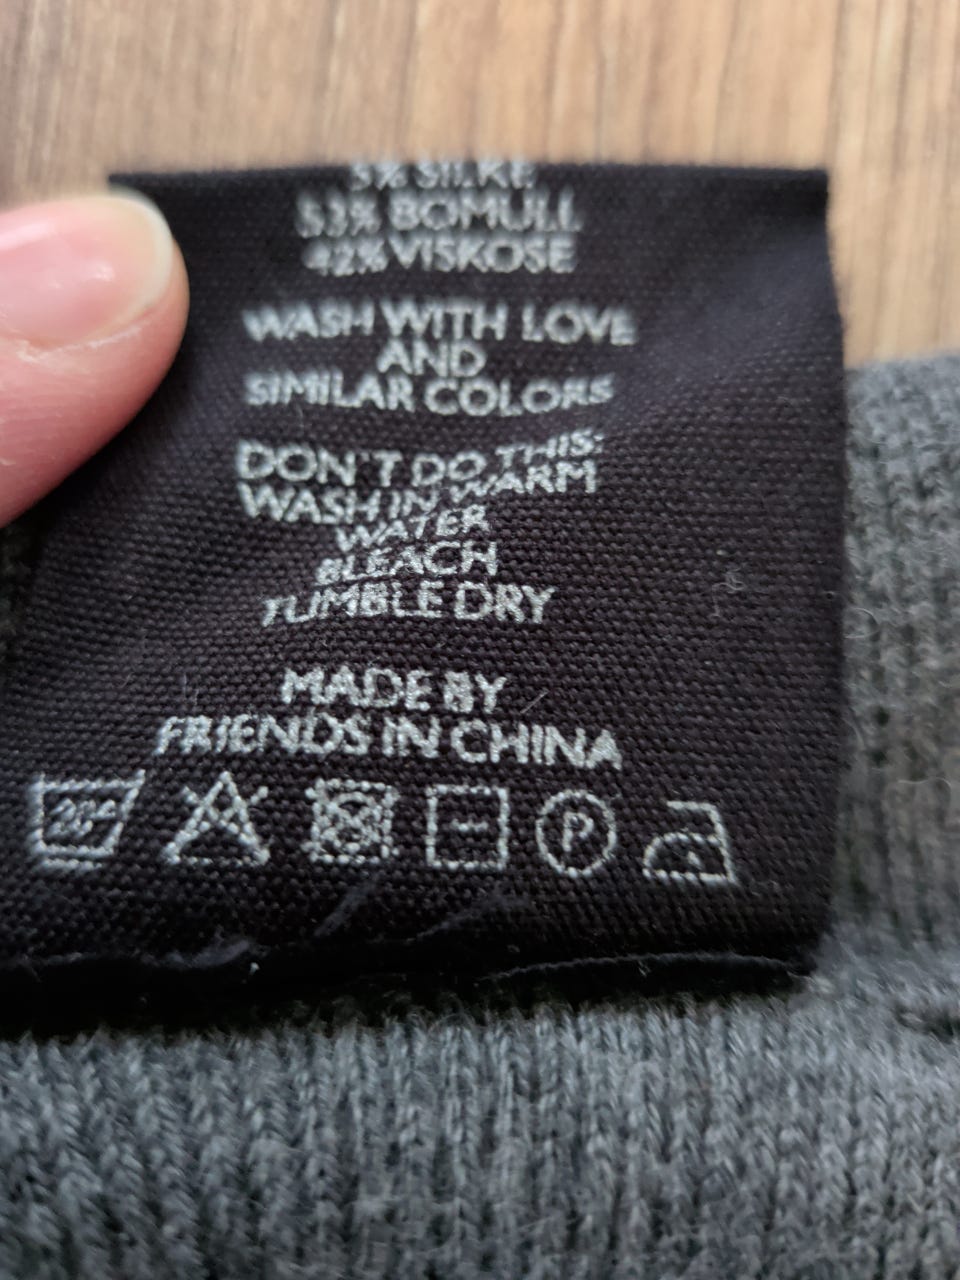 5% SILKE
53% BOMULL
42% VISKOSE
WASH WITH LOVE
AND
SIMILAR COLORS
DON'T DO THIS:
WASH IN WARM
WATER
BLEACH
TUMBLE DRY
MADE BY
FRIENDS IN CHINA
P